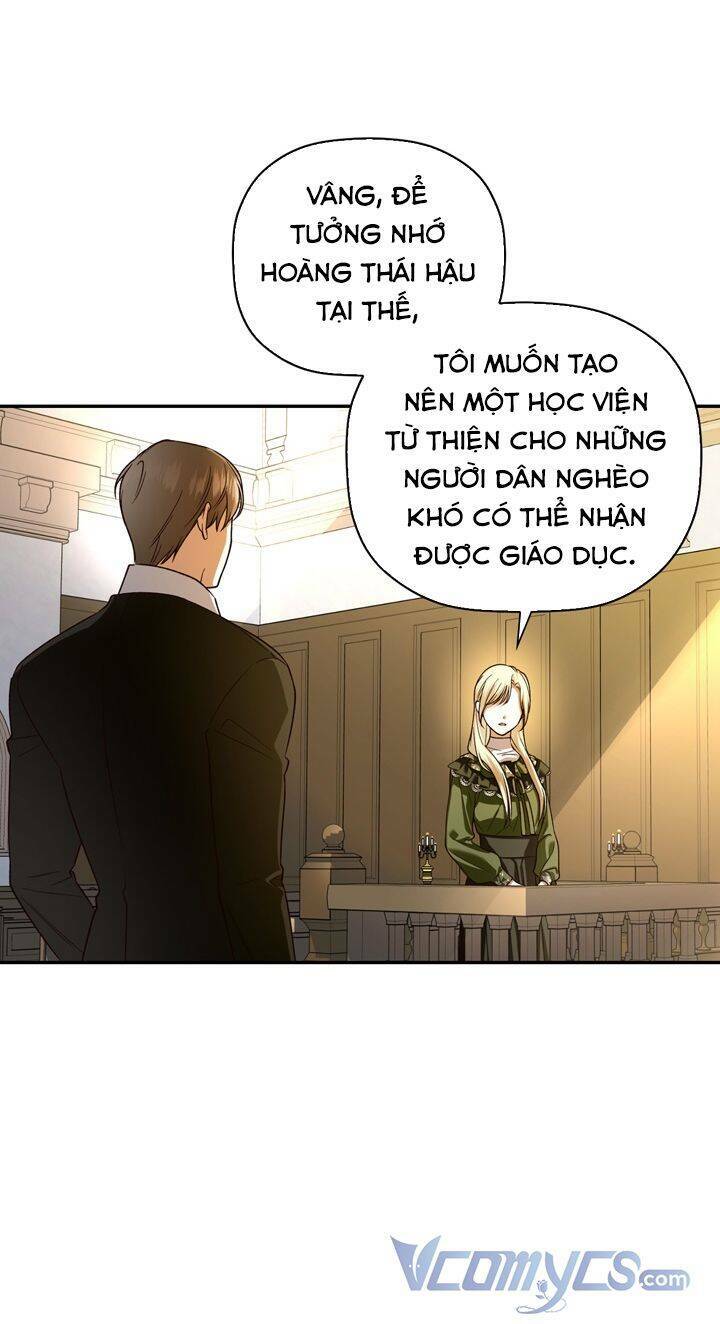 VÂNG, ĐỂ
TƯỞNG NHỚ
HOÀNG THÁI HẬU
TẠI THẾ,
TÔI MUỐN TẠO
NÊN MỘT HỌC VIỆN
TỪ THIỆN CHO NHỮNG
NGƯỜI DÂN NGHÈO
KHÓ CÓ THỂ NHẬN
ĐƯỢC GIÁO DỤC.
VCOMYCS.com